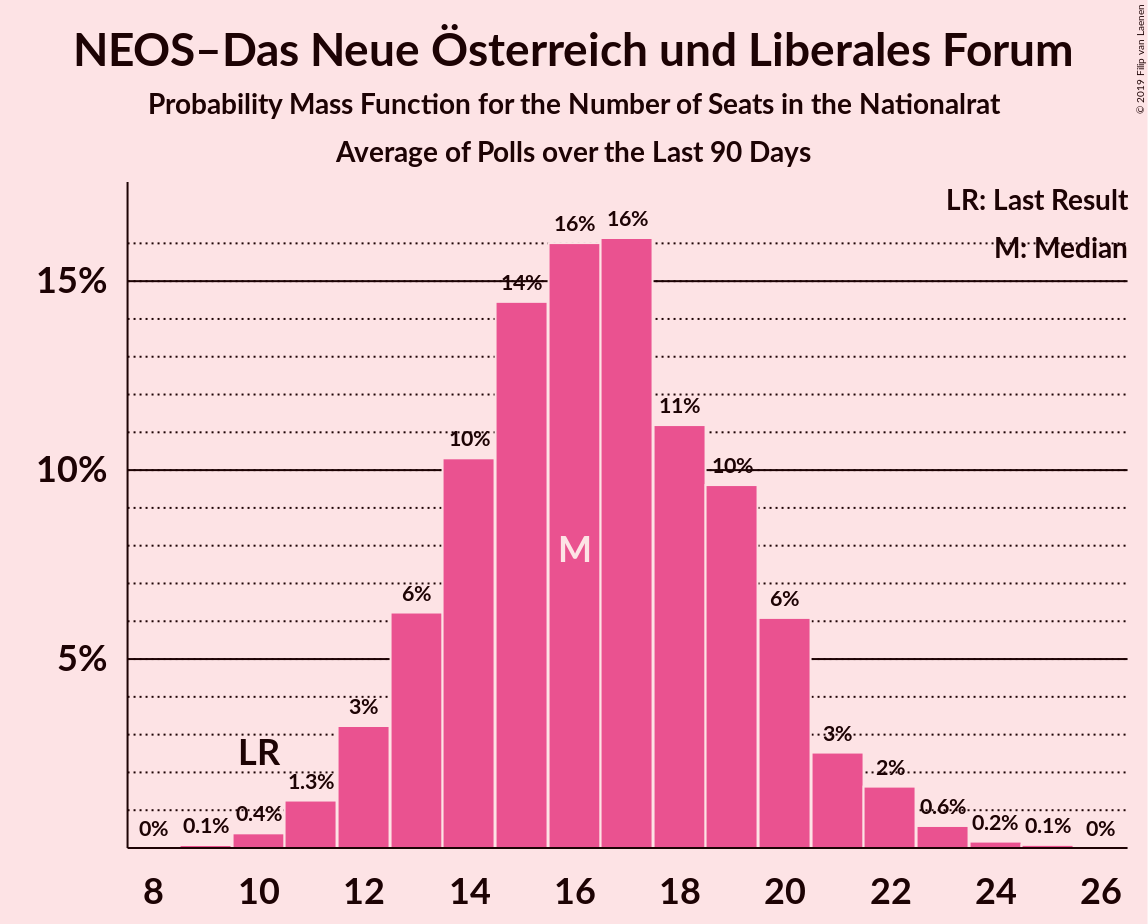 NEOS–Das Neue Österreich und Liberales Forum
Probability Mass Function for the Number of Seats in the Nationalrat
Average of Polls over the Last 90 Days
© 2019 Filip van Laenen
LR: Last Result
M: Median
15%
10%
5%
0%
0.1%
0.4%
LR
1.3%
3%
6%
10%
14%
16%
M
16%
11%
10%
6%
3%
2%
0.6%
0.2%
0.1%
0%
8 10 12 14 16 18 20 22 24 26